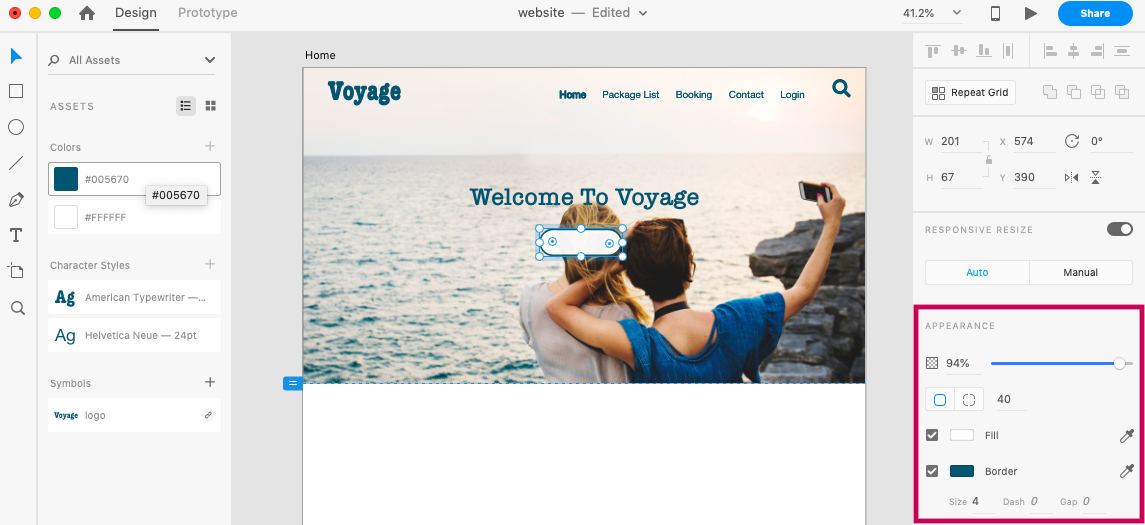 Design
Prototype
website — Edited
41.2%
Share
All Assets
ASSETS
Colors
#005670
#005670
#FFFFFF
Character Styles
Ag American Typewriter —...
Ag Helvetica Neue — 24pt
Symbols
Voyage logo
Home
Voyage
Home Package List Booking Contact Login
Welcome To Voyage
Repeat Grid
W 201 X 574 0°
H 67 Y 390
RESPONSIVE RESIZE
Auto Manual
APPEARANCE
94%
40
Fill
Border
Size 4 Dash 0 Gap 0